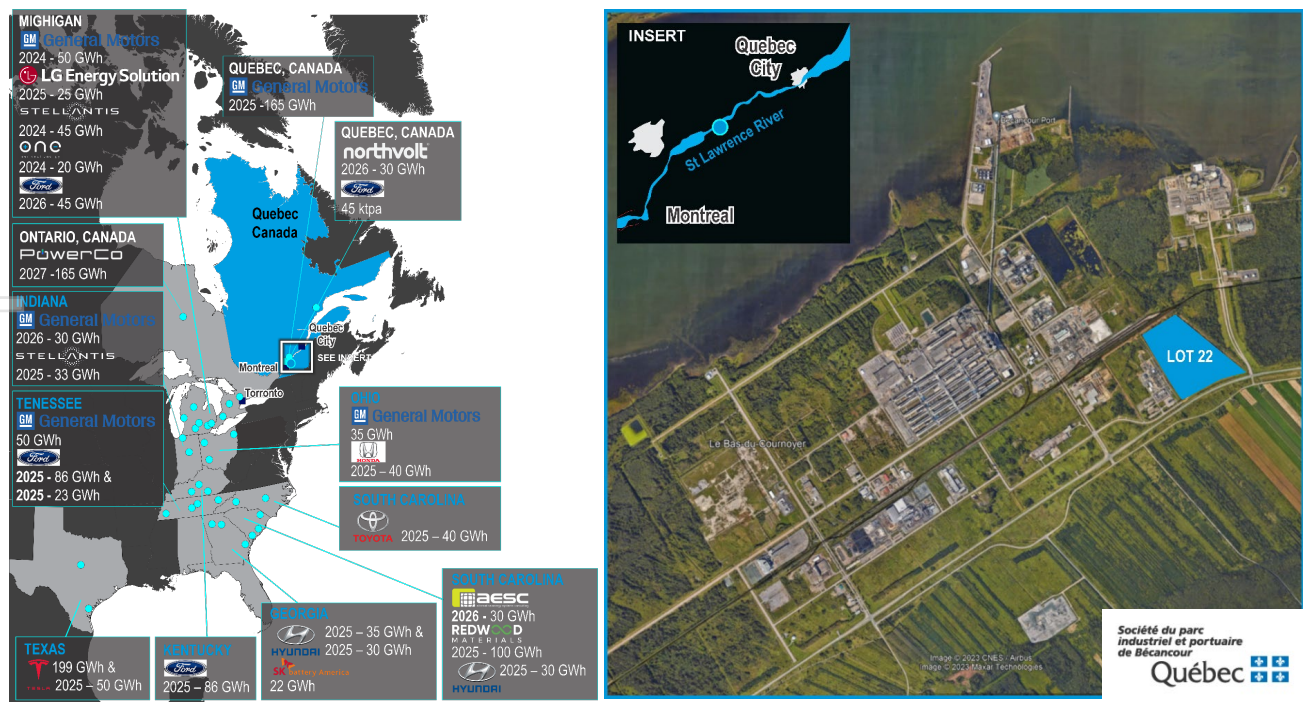 MIGHIGAN
GM General Motors
2024 - 50 GWh
LG Energy Solution
2025 - 25 GWh
STELLANTIS
2024 - 45 GWh
one
2024 - 20 GWh
Ford
2026 - 45 GWh
ONTARIO, CANADA
PowerCo
2027 -165 GWh
INDIANA
GM General Motors
2026 - 30 GWh
STELLANTIS
2025 - 33 GWh
TENESSEE
GM General Motors
50 GWh
Ford
2025 - 86 GWh &
2025 - 23 GWh
TEXAS
TESLA
199 GWh &
2025 – 50 GWh
KENTUCKY
Ford
2025 – 86 GWh
GEORGIA
HYUNDAI
2025 – 35 GWh &
2025 – 30 GWh
SK Battery America
22 GWh
SOUTH CAROLINA
aesc
2026 - 30 GWh
REDWOOD
MATERIALS
2025 - 100 GWh
HYUNDAI
2025 – 30 GWh
SOUTH CAROLINA
TOYOTA
2025 – 40 GWh
OHIO
GM General Motors
35 GWh
HONDA
2025 – 40 GWh
QUEBEC, CANADA
GM General Motors
2025 -165 GWh
QUEBEC, CANADA
northvolt
2026 - 30 GWh
Ford
45 ktpa
Quebec
Canada
Quebec
City
SEE INSERT
Montreal
Torronto
INSERT
Quebec
City
St Lawrence River
Montreal
LOT 22
Le Bas-du-Sournoyer
Image © 2023 CNES / Airbus
Image © 2023 Maxar Technologies
Société du parc
industriel et portuaire
de Bécancour
Québec